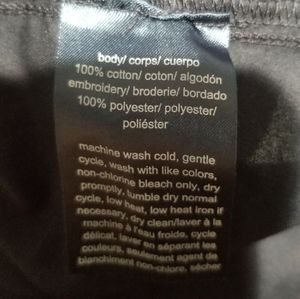 body/ corps/ cuerpo
100% cotton/ coton/ algodón
embroidery/ broderie/ bordado
100% polyester/ polyester/
poliéster
machine wash cold, gentle
cycle, wash with like colors,
non-chlorine bleach only, dry
promptly, tumble dry normal
cycle, low heat, low heat iron if
necessary, dry clean/laver à la
machine à l'eau froide, cycle
délicat, laver en séparant les
couleurs, seulement agent de
blanchiment non-chlore, sécher